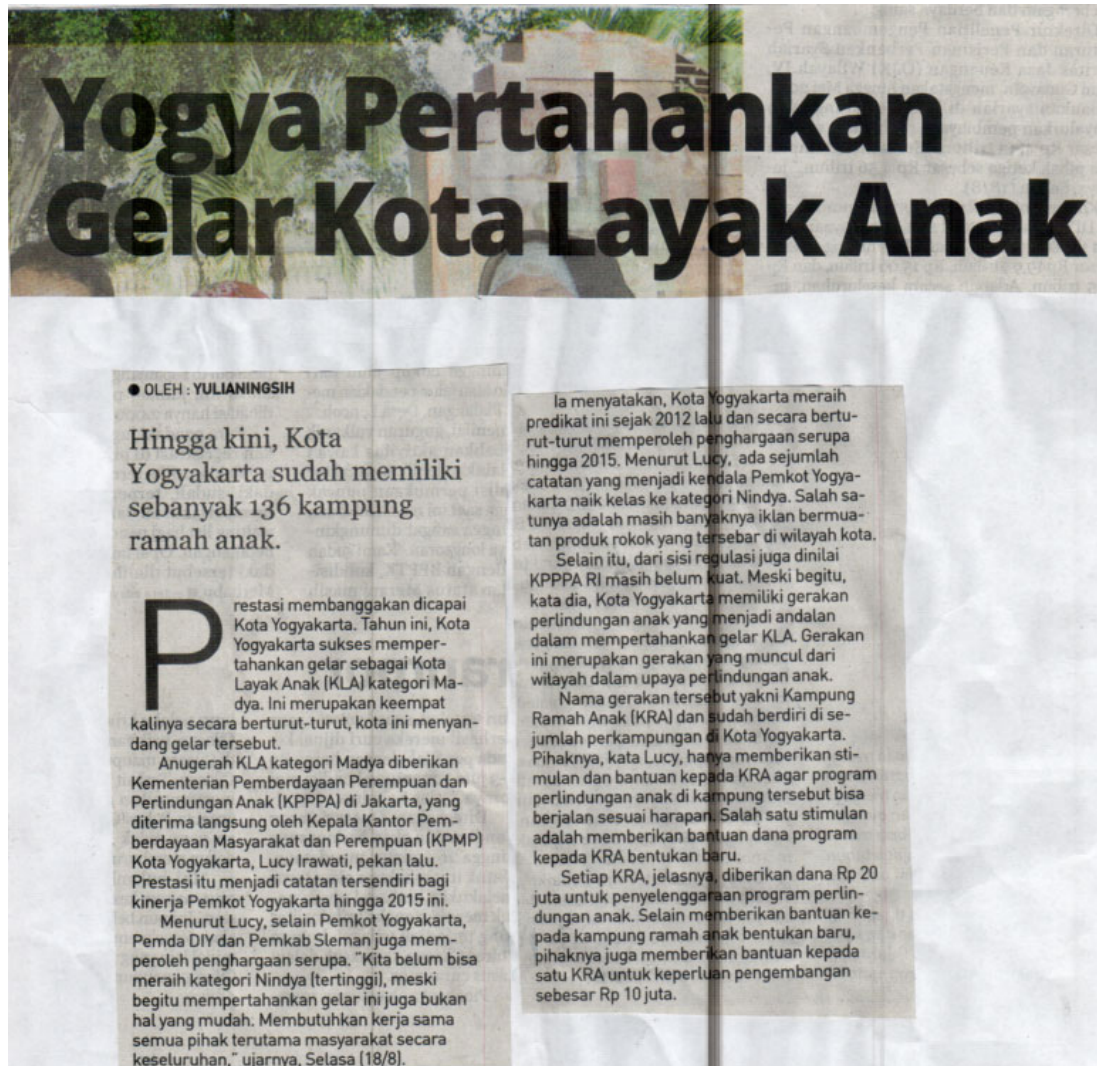 Yogya Pertahankan
Gelar Kota Layak Anak
● OLEH : YULIANINGSIH
Hingga kini, Kota
Yogyakarta sudah memiliki
sebanyak 136 kampung
ramah anak.
Prestasi membanggakan dicapai
Kota Yogyakarta. Tahun ini, Kota
Yogyakarta sukses memper-
tahankan gelar sebagai Kota
Layak Anak (KLA) kategori Ma-
dya. Ini merupakan keempat
kalinya secara berturut-turut, kota ini menyan-
dang gelar tersebut.
Anugerah KLA kategori Madya diberikan
Kementerian Pemberdayaan Perempuan dan
Perlindungan Anak (KPPPA) di Jakarta, yang
diterima langsung oleh Kepala Kantor Pem-
berdayaan Masyarakat dan Perempuan (KPMP)
Kota Yogyakarta, Lucy Irawati, pekan lalu.
Prestasi itu menjadi catatan tersendiri bagi
kinerja Pemkot Yogyakarta hingga 2015 ini.
Menurut Lucy, selain Pemkot Yogyakarta,
Pemda DIY dan Pemkab Sleman juga mem-
peroleh penghargaan serupa. "Kita belum bisa
meraih kategori Nindya (tertinggi), meski
begitu mempertahankan gelar ini juga bukan
hal yang mudah. Membutuhkan kerja sama
semua pihak terutama masyarakat secara
keseluruhan," ujarnya, Selasa (18/8).
Ia menyatakan, Kota Yogyakarta meraih
predikat ini sejak 2012 lalu dan secara bertu-
rut-turut memperoleh penghargaan serupa
hingga 2015. Menurut Lucy, ada sejumlah
catatan yang menjadi kendala Pemkot Yogya-
karta naik kelas ke kategori Nindya. Salah sa-
tunya adalah masih banyaknya iklan bermua-
tan produk rokok yang tersebar di wilayah kota.
Selain itu, dari sisi regulasi juga dinilai
KPPPA RI masih belum kuat. Meski begitu,
kata dia, Kota Yogyakarta memiliki gerakan
perlindungan anak yang menjadi andalan
dalam mempertahankan gelar KLA. Gerakan
ini merupakan gerakan yang muncul dari
wilayah dalam upaya perlindungan anak.
Nama gerakan tersebut yakni Kampung
Ramah Anak (KRA) dan sudah berdiri di se-
jumlah perkampungan di Kota Yogyakarta.
Pihaknya, kata Lucy, hanya memberikan sti-
mulan dan bantuan kepada KRA agar program
perlindungan anak di kampung tersebut bisa
berjalan sesuai harapan. Salah satu stimulan
adalah memberikan bantuan dana program
kepada KRA bentukan baru.
Setiap KRA, jelasnya, diberikan dana Rp 20
juta untuk penyelenggaraan program perlin-
dungan anak. Selain memberikan bantuan ke-
pada kampung ramah anak bentukan baru,
pihaknya juga memberikan bantuan kepada
satu KRA untuk keperluan pengembangan
sebesar Rp 10 juta.